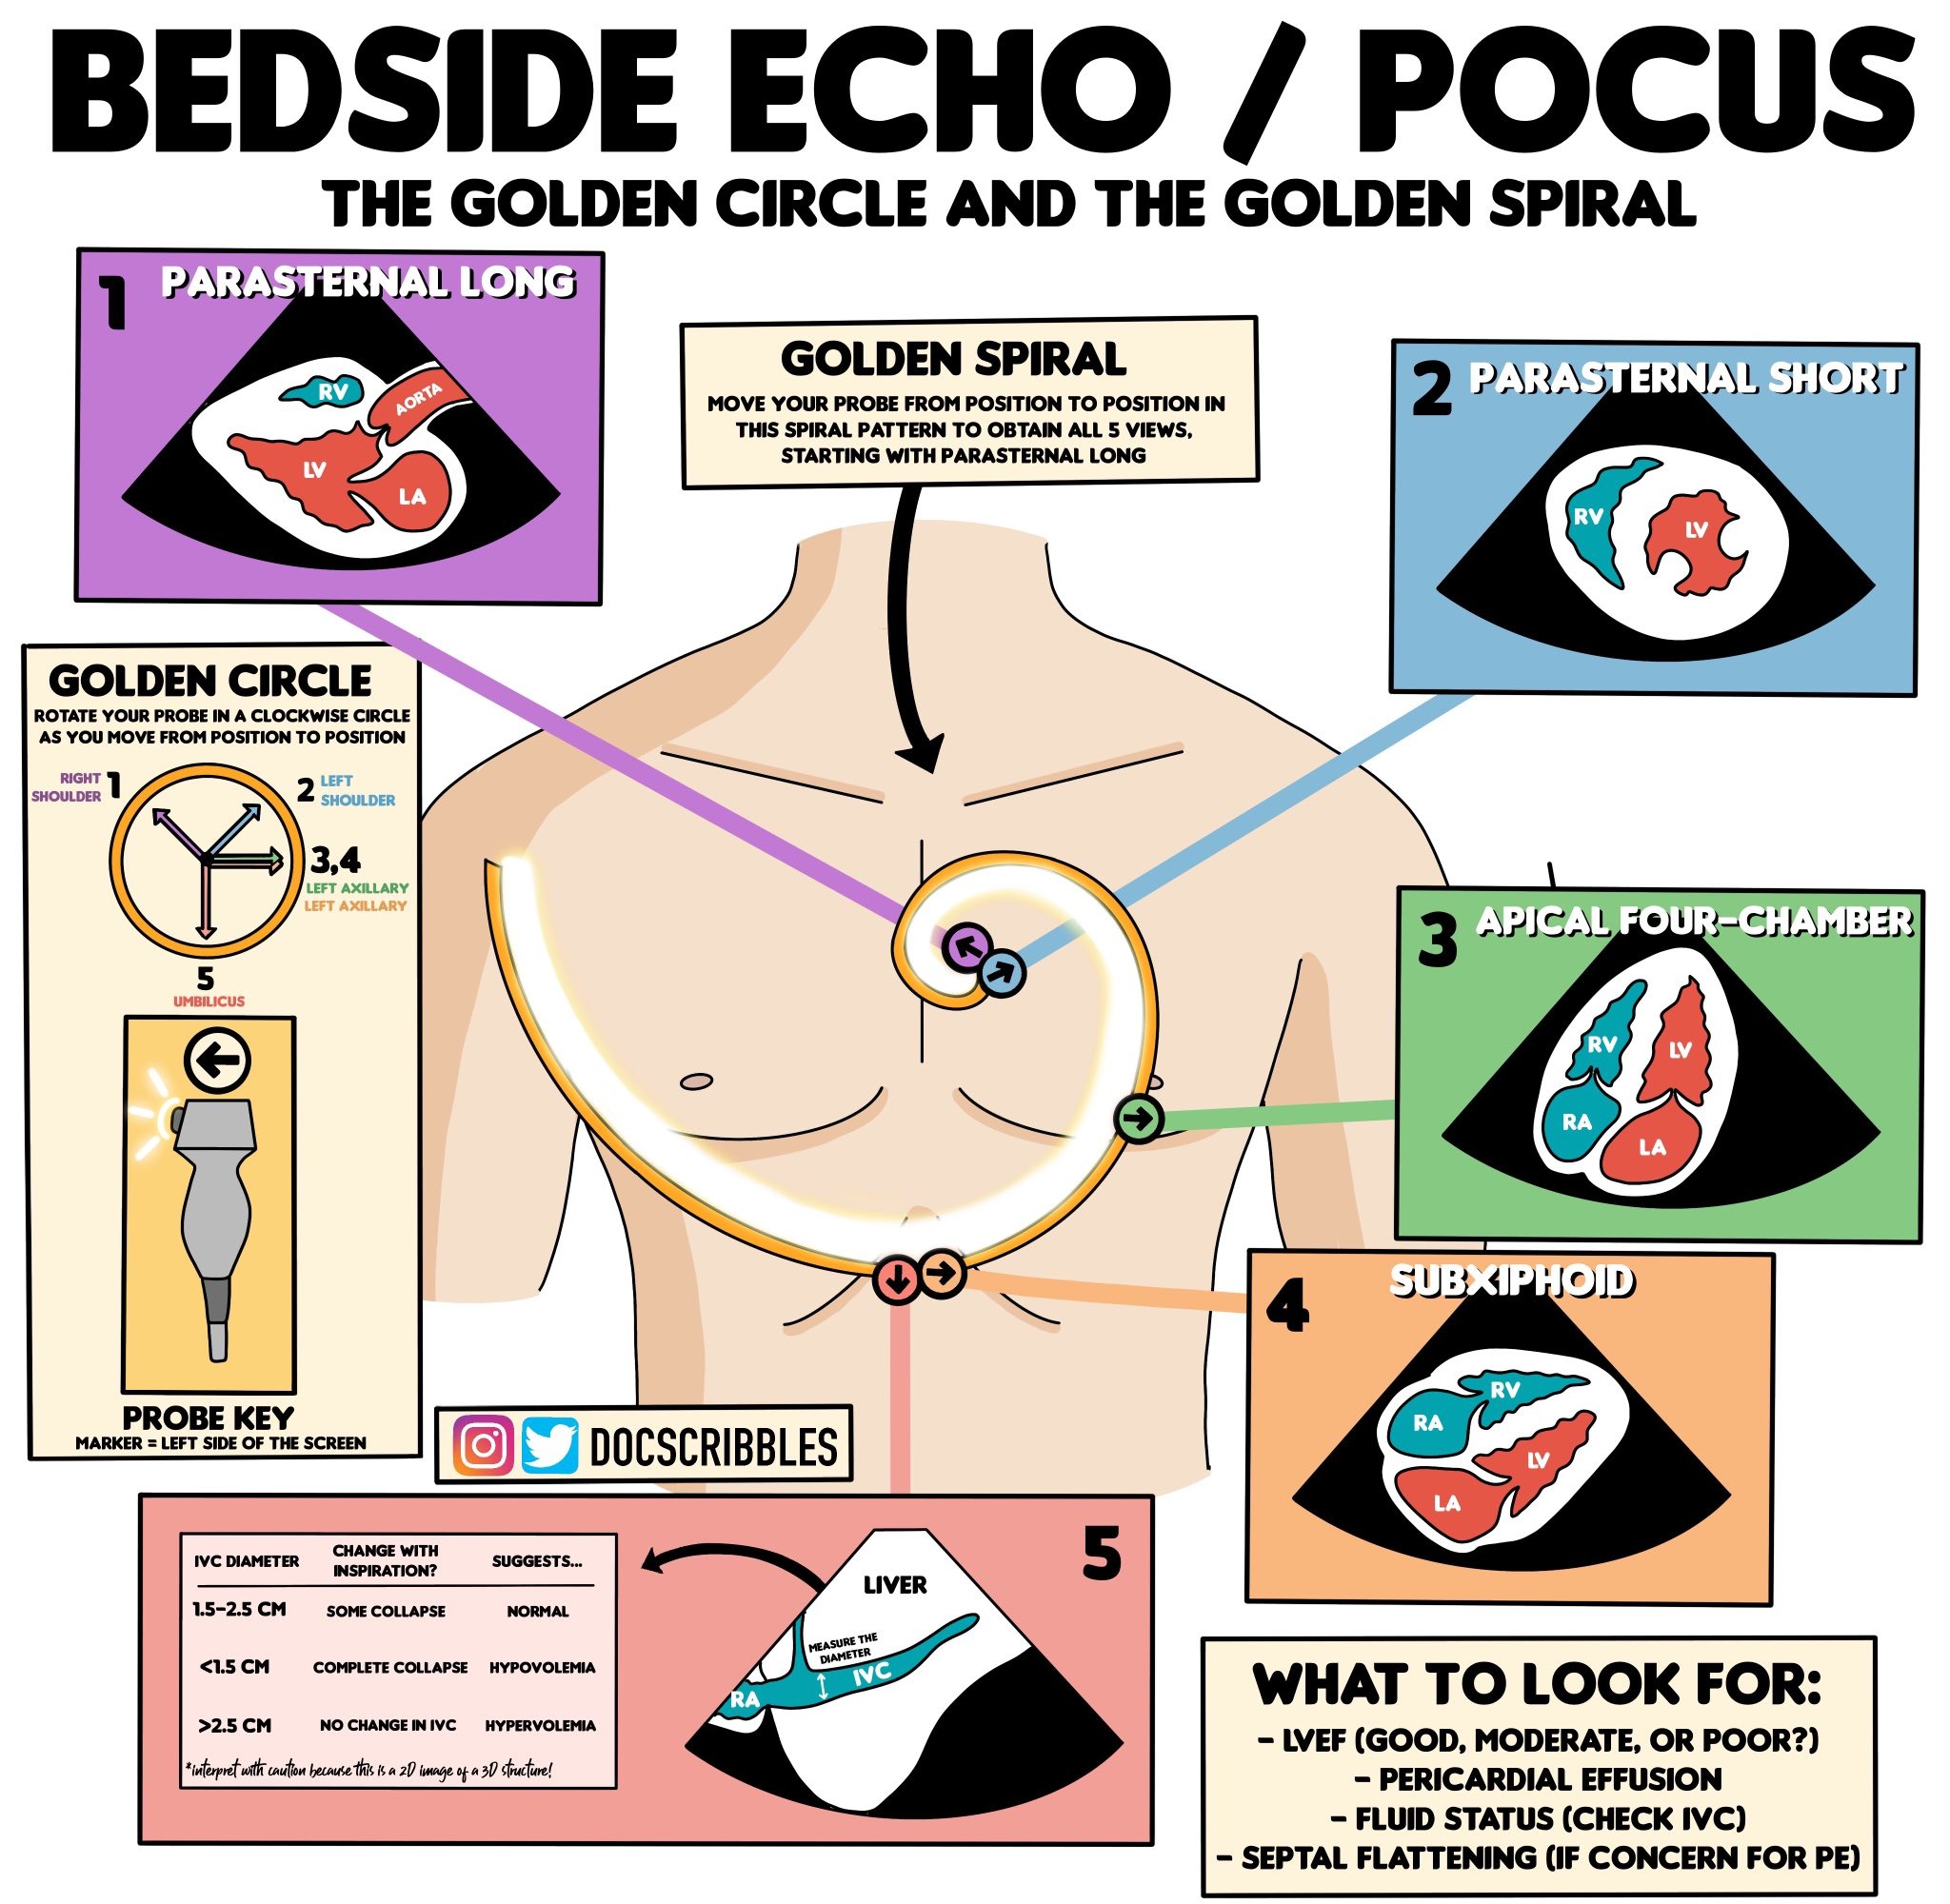 BEDSIDE ECHO / POCUS
THE GOLDEN CIRCLE AND THE GOLDEN SPIRAL
1 PARASTERNAL LONG
RV
AORTA
LV
LA
GOLDEN SPIRAL
MOVE YOUR PROBE FROM POSITION TO POSITION IN
THIS SPIRAL PATTERN TO OBTAIN ALL 5 VIEWS,
STARTING WITH PARASTERNAL LONG
2 PARASTERNAL SHORT
RV
LV
GOLDEN CIRCLE
ROTATE YOUR PROBE IN A CLOCKWISE CIRCLE
AS YOU MOVE FROM POSITION TO POSITION
RIGHT
SHOULDER
1
2
LEFT
SHOULDER
3,4
LEFT AXILLARY
LEFT AXILLARY
5
UMBILICUS
PROBE KEY
MARKER = LEFT SIDE OF THE SCREEN
3 APICAL FOUR-CHAMBER
RV
LV
RA
LA
4 SUBXIPHOID
RV
RA
LV
LA
DOCSCRIBBLES
5
IVC DIAMETER CHANGE WITH INSPIRATION? SUGGESTS...
1.5-2.5 CM SOME COLLAPSE NORMAL
<1.5 CM COMPLETE COLLAPSE HYPOVOLEMIA
>2.5 CM NO CHANGE IN IVC HYPERVOLEMIA
*interpret with caution because this is a 2D image of a 3D structure!
LIVER
MEASURE THE
DIAMETER
IVC
RA
WHAT TO LOOK FOR:
- LVEF (GOOD, MODERATE, OR POOR?)
- PERICARDIAL EFFUSION
- FLUID STATUS (CHECK IVC)
- SEPTAL FLATTENING (IF CONCERN FOR PE)